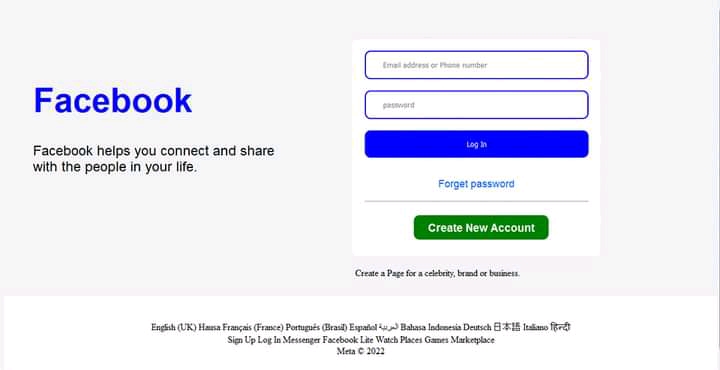 Facebook
Facebook helps you connect and share
with the people in your life.
Email address or Phone number
password
Log In
Forget password
Create New Account
Create a Page for a celebrity, brand or business.
English (UK) Hausa Français (France) Português (Brasil) Español العربية Bahasa Indonesia Deutsch 日本語 Italiano हिन्दी
Sign Up Log In Messenger Facebook Lite Watch Places Games Marketplace
Meta © 2022